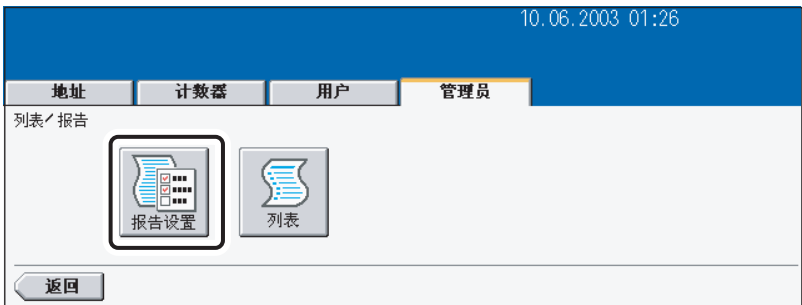 10.06.2003 01:26
地址 计数器 用户 管理员
列表/ 报告
报告设置 列表
返回